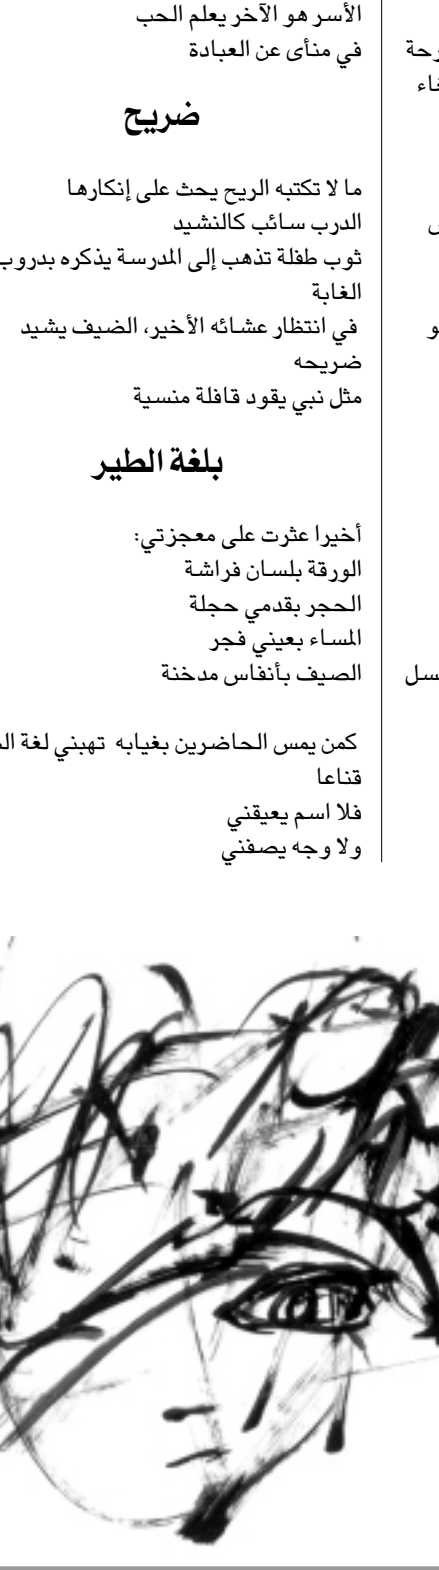 الأسر هو الآخر يعلم الحب
في منأى عن العبادة
ضريح
ما لا تكتبه الريح يحث على إنكارها
الدرب سائب كالنشيد
ثوب طفلة تذهب إلى المدرسة يذكره بدروب
الغابة
في انتظار عشائه الأخير، الضيف يشيد
ضريحه
مثل نبي يقود قافلة منسية
بلغة الطير
أخيرا عثرت على معجزتي:
الورقة بلسان فراشة
الحجر بقدمي حجلة
المساء بعيني فجر
الصيف بأنفاس مدخنة
كمن يمس الحاضرين بغيابه تهبني لغة
قناعا
فلا اسم يعيقني
ولا وجه يصفني